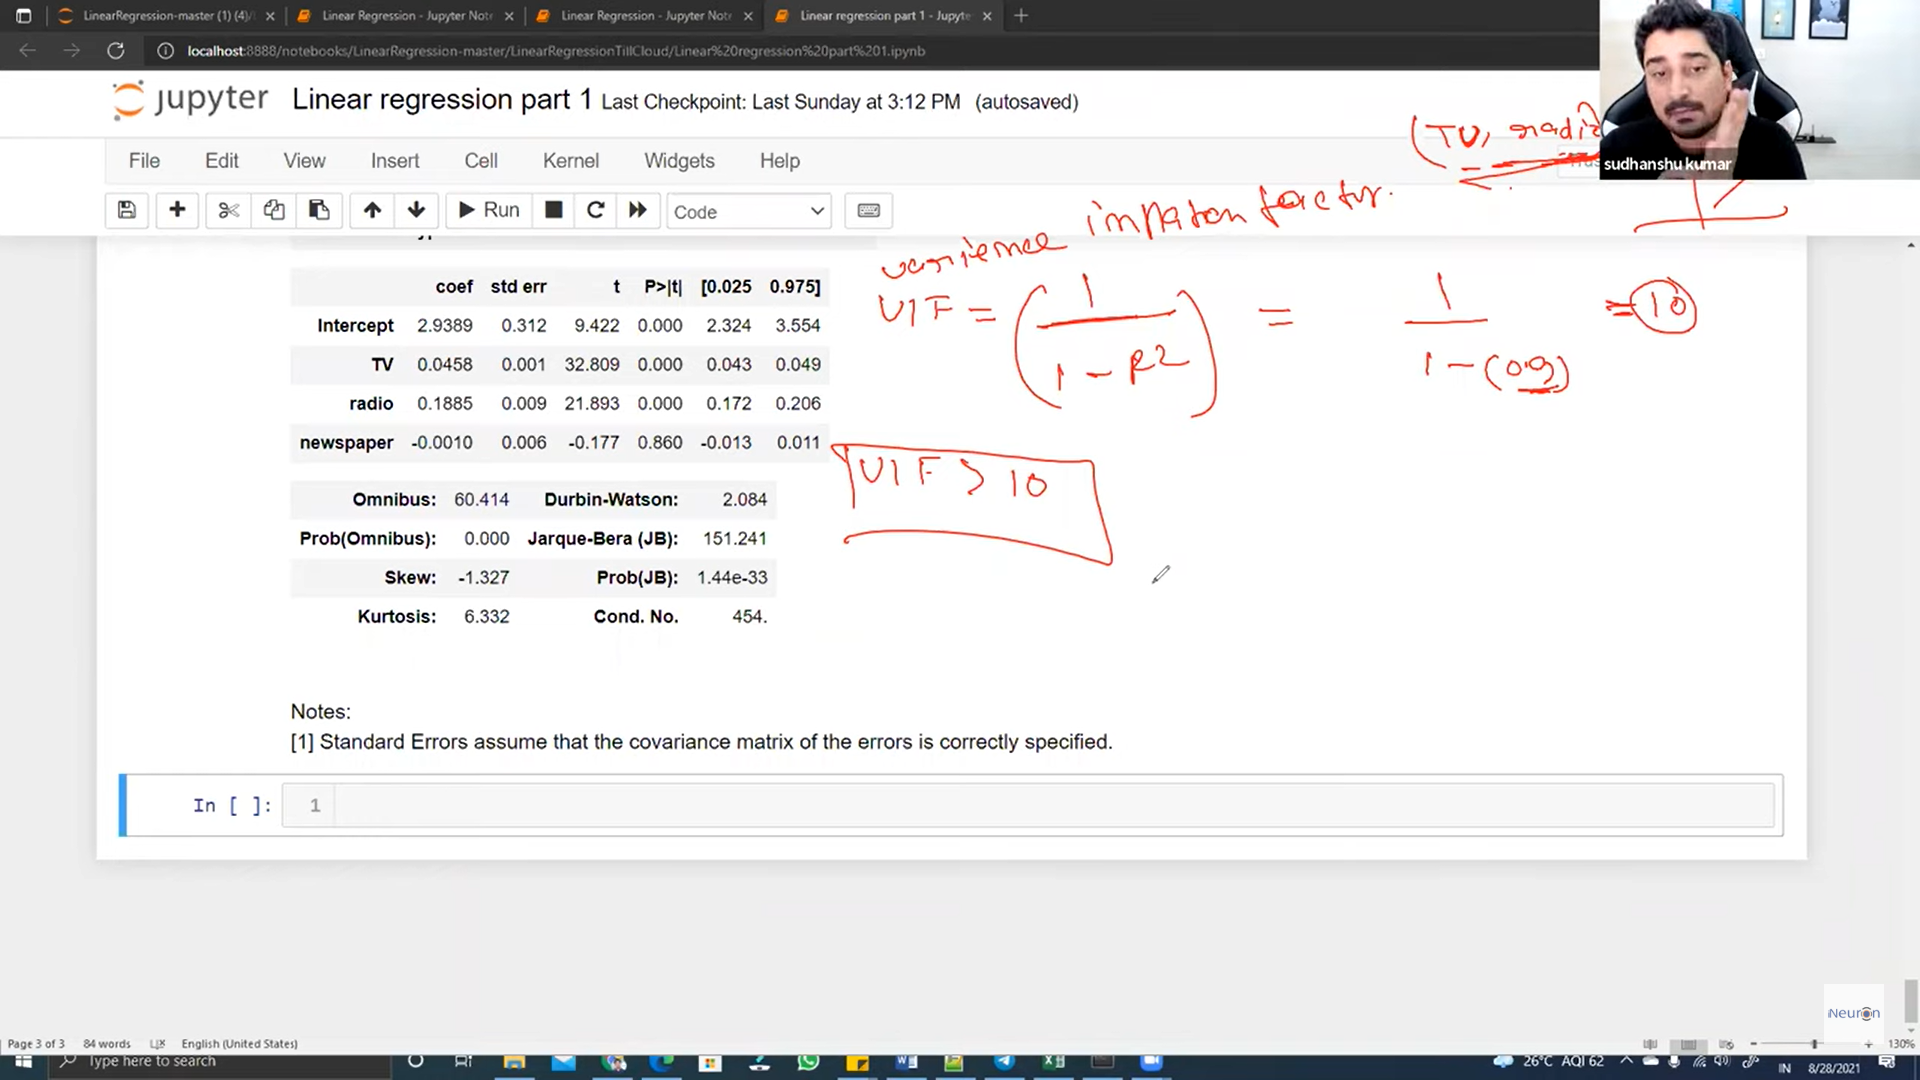 LinearRegression-master (1) (4)/
Linear Regression - Jupyter Not
Linear Regression - Jupyter Not
Linear regression part 1 - Jupyte
localhost:8888/notebooks/LinearRegression-master/LinearRegressionTillCloud/Linear%20regression%20part%201.ipynb
jupyter Linear regression part 1 Last Checkpoint: Last Sunday at 3:12 PM (autosaved)
(TV, radio
sudhanshu kumar
File Edit View Insert Cell Kernel Widgets Help
Run Code
varience inflation factor.
coef std err t P>|t| [0.025 0.975]
Intercept 2.9389 0.312 9.422 0.000 2.324 3.554
TV 0.0458 0.001 32.809 0.000 0.043 0.049
radio 0.1885 0.009 21.893 0.000 0.172 0.206
newspaper -0.0010 0.006 -0.177 0.860 -0.013 0.011
VIF = (1 / 1 - R2) = 1 / 1 - (0.9) = 10
VIF > 10
Omnibus: 60.414 Durbin-Watson: 2.084
Prob(Omnibus): 0.000 Jarque-Bera (JB): 151.241
Skew: -1.327 Prob(JB): 1.44e-33
Kurtosis: 6.332 Cond. No. 454.
Notes:
[1] Standard Errors assume that the covariance matrix of the errors is correctly specified.
In [ ]: 1
iNeuron
Page 3 of 3 84 words English (United States) 130%
Type here to search 26°C AQI 62 IN 8/28/2021